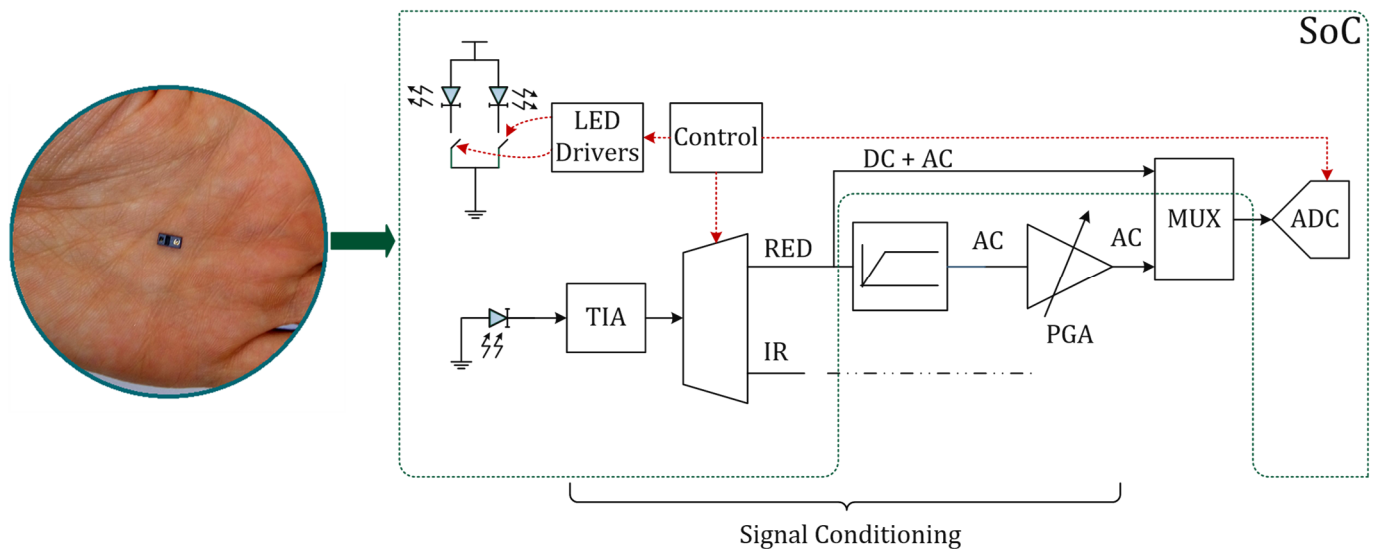 SoC
LED
Drivers
Control
DC + AC
MUX
ADC
RED
AC
AC
TIA
PGA
IR
Signal Conditioning